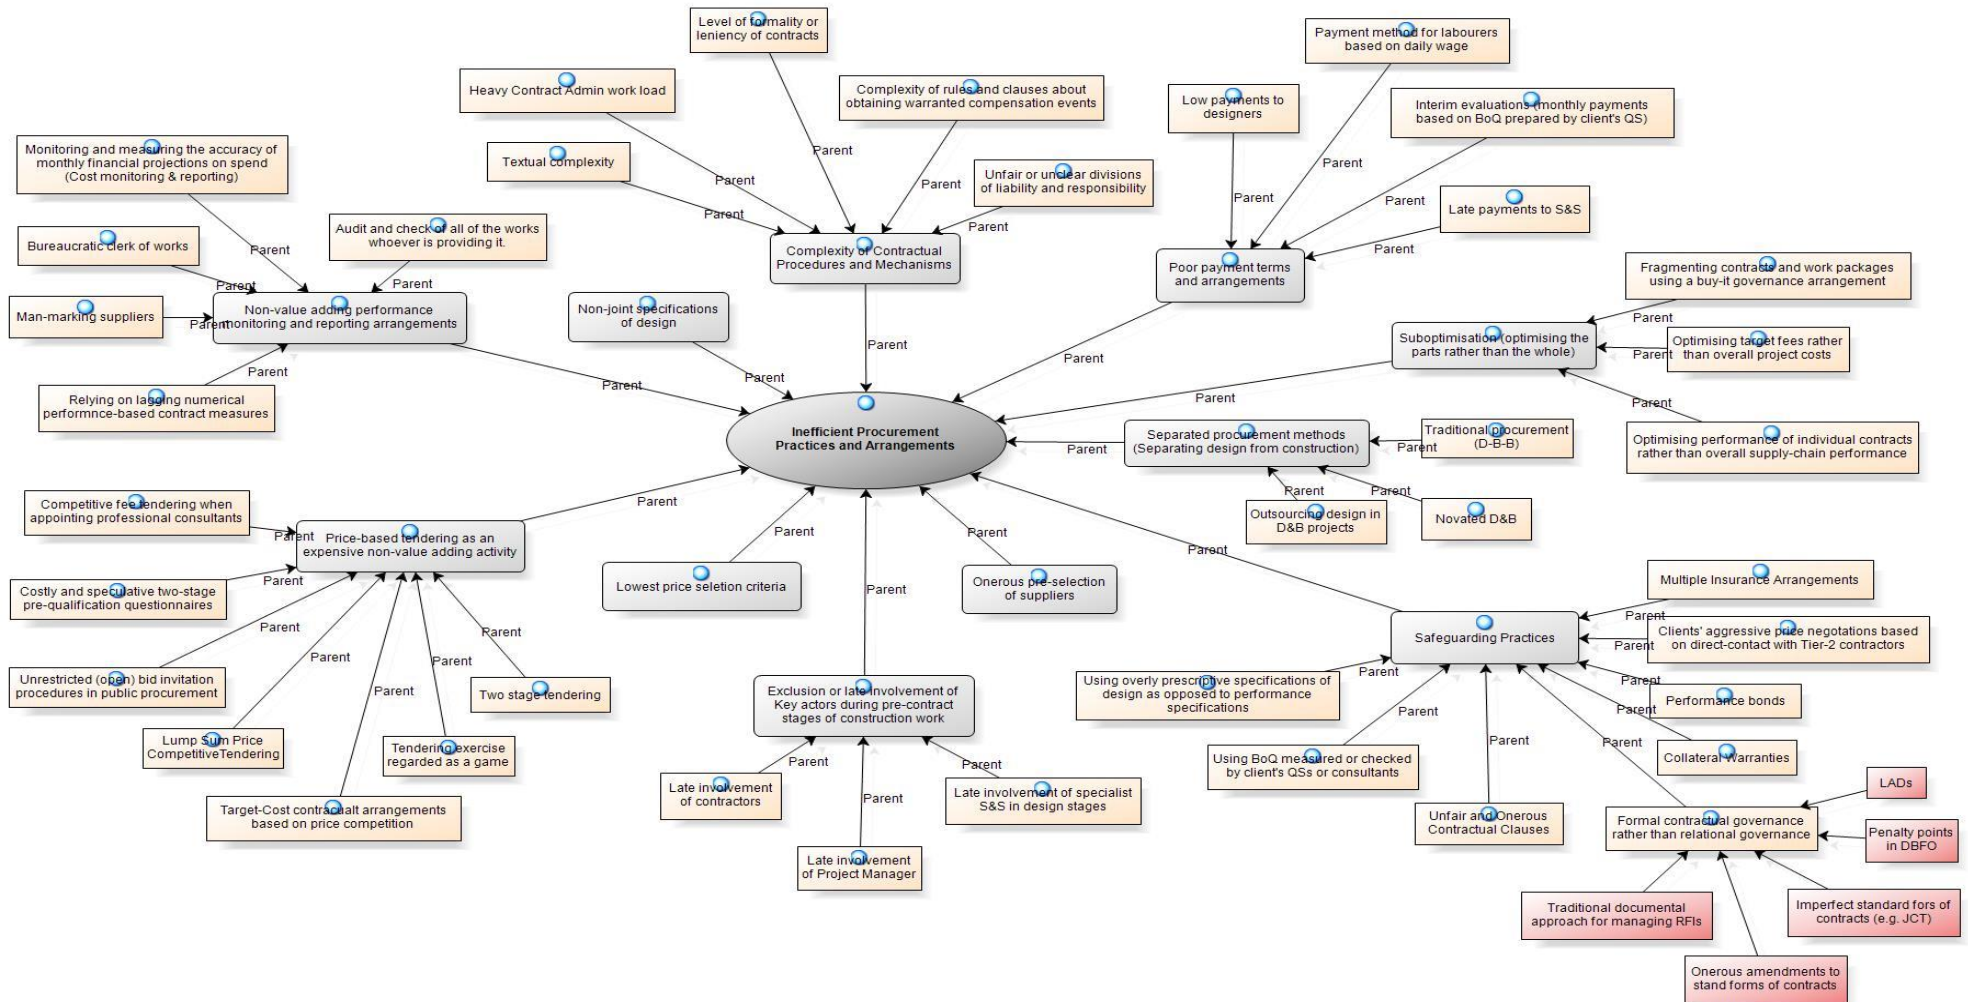 Level of formality or
leniency of contracts
Payment method for labourers
based on daily wage
Heavy Contract Admin work load
Complexity of rules and clauses about
obtaining warranted compensation events
Low payments to
designers
Interim evaluations (monthly payments
based on BoQ prepared by client's QS)
Monitoring and measuring the accuracy of
monthly financial projections on spend
(Cost monitoring & reporting)
Textual complexity
Parent
Parent
Unfair or unclear divisions
of liability and responsibility
Parent
Parent
Parent
Late payments to S&S
Parent
Parent
Parent
Bureaucratic clerk of works
Audit and check of all of the works
whoever is providing it.
Parent
Parent
Parent
Complexity of Contractual
Procedures and Mechanisms
Poor payment terms
and arrangements
Fragmenting contracts and work packages
using a buy-it governance arrangement
Parent
Parent
Man-marking suppliers
Parent
Non-value adding performance
monitoring and reporting arrangements
Non-joint specifications
of design
Parent
Suboptimisation (optimising the
parts rather than the whole)
Parent
Optimising target fees rather
than overall project costs
Parent
Parent
Parent
Parent
Parent
Parent
Relying on lagging numerical
performnce-based contract measures
Parent
Parent
Inefficient Procurement
Practices and Arrangements
Separated procurement methods
(Separating design from construction)
Parent
Traditional procurement
(D-B-B)
Parent
Optimising performance of individual contracts
rather than overall supply-chain performance
Parent
Parent
Outsourcing design in
D&B projects
Novated D&B
Competitive fee tendering when
appointing professional consultants
Parent
Parent
Price-based tendering as an
expensive non-value adding activity
Parent
Parent
Parent
Costly and speculative two-stage
pre-qualification questionnaires
Parent
Lowest price seletion criteria
Onerous pre-selection
of suppliers
Parent
Multiple Insurance Arrangements
Parent
Parent
Parent
Safeguarding Practices
Parent
Parent
Clients' aggressive price negotations based
on direct-contact with Tier-2 contractors
Parent
Parent
Unrestricted (open) bid invitation
procedures in public procurement
Parent
Two stage tendering
Exclusion or late involvement of
Key actors during pre-contract
stages of construction work
Using overly prescriptive specifications of
design as opposed to performance
specifications
Parent
Parent
Performance bonds
Parent
Parent
Lump Sum Price
CompetitiveTendering
Tendering exercise
regarded as a game
Parent
Parent
Using BoQ measured or checked
by client's QSs or consultants
Parent
Parent
Collateral Warranties
Late involvement
of contractors
Parent
Late involvement of specialist
S&S in design stages
LADs
Target-Cost contracualt arrangements
based on price competition
Unfair and Onerous
Contractual Clauses
Formal contractual governance
rather than relational governance
Penalty points
in DBFO
Late involvement
of Project Manager
Traditional documental
approach for managing RFIs
Imperfect standard fors of
contracts (e.g. JCT)
Onerous amendments to
stand forms of contracts